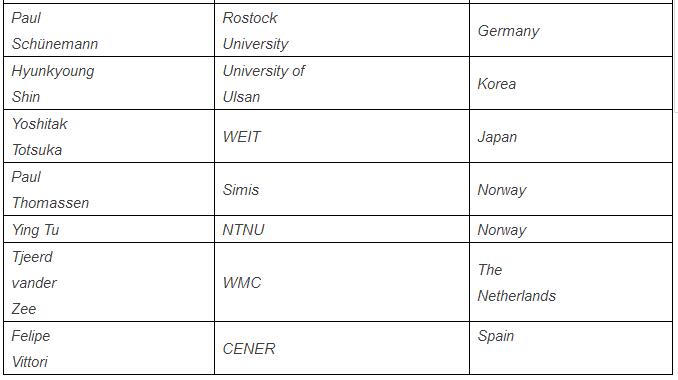 Paul
Schünemann
Rostock
University
Germany
Hyunkyoung
Shin
University of
Ulsan
Korea
Yoshitak
Totsuka
WEIT
Japan
Paul
Thomassen
Simis
Norway
Ying Tu
NTNU
Norway
Tjeerd
vander
Zee
WMC
The
Netherlands
Felipe
Vittori
CENER
Spain